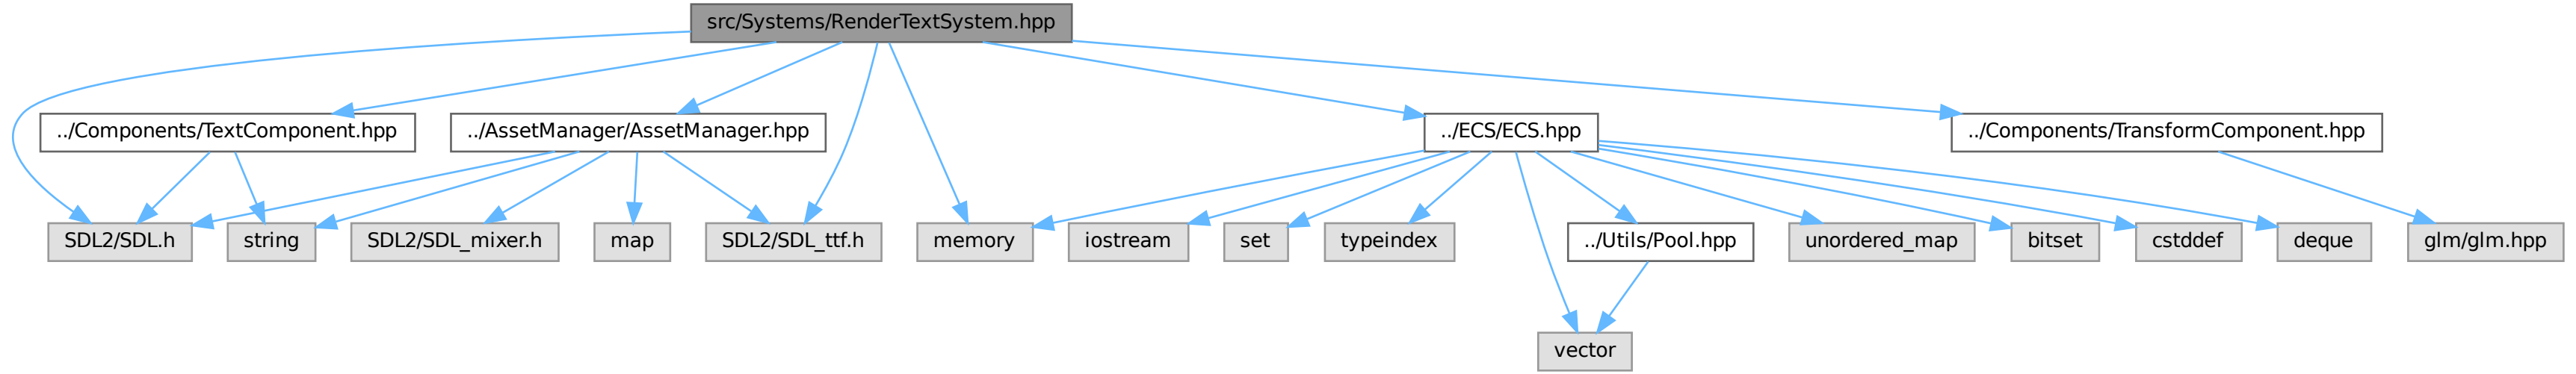 src/Systems/RenderTextSystem.hpp
../Components/TextComponent.hpp
../AssetManager/AssetManager.hpp
../ECS/ECS.hpp
../Components/TransformComponent.hpp
SDL2/SDL.h
string
SDL2/SDL_mixer.h
map
SDL2/SDL_ttf.h
memory
iostream
set
typeindex
../Utils/Pool.hpp
unordered_map
bitset
cstddef
deque
glm/glm.hpp
vector